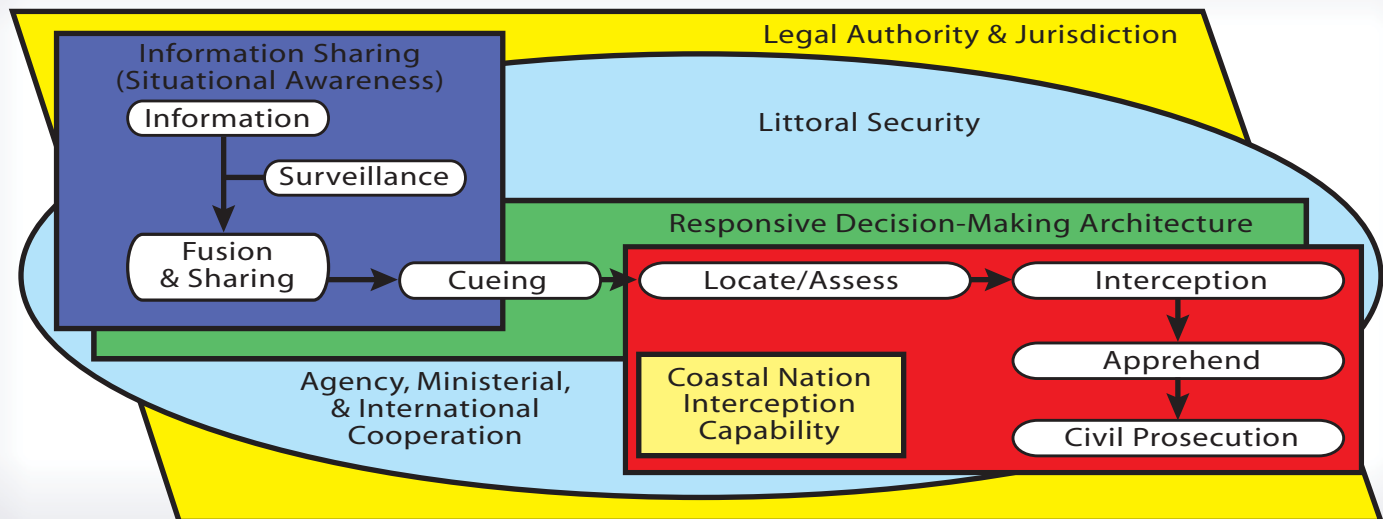 Legal Authority & Jurisdiction
Information Sharing
(Situational Awareness)
Information
Littoral Security
Surveillance
Responsive Decision-Making Architecture
Fusion
& Sharing
Cueing
Locate/Assess
Interception
Apprehend
Agency, Ministerial,
& International
Cooperation
Coastal Nation
Interception
Capability
Civil Prosecution